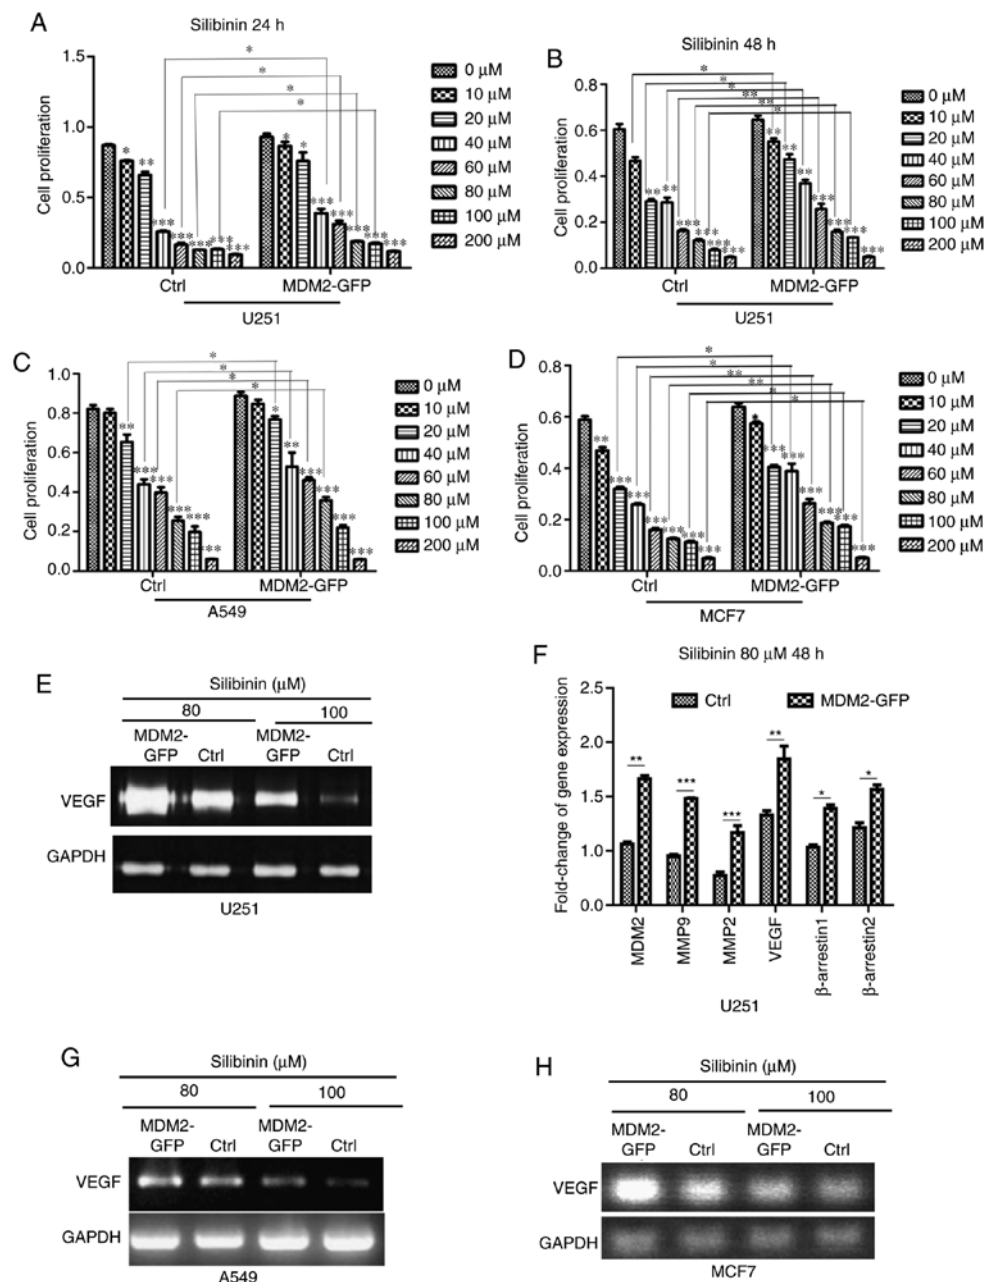 A
Silibinin 24 h
Cell proliferation
1.5
1.0
0.5
0.0
* ** *** *** *** *** ***
* * *** *** *** *** ***
*
*
*
*
Ctrl MDM2-GFP
U251
0 µM
10 µM
20 µM
40 µM
60 µM
80 µM
100 µM
200 µM
B
Silibinin 48 h
Cell proliferation
0.8
0.6
0.4
0.2
0.0
Ctrl MDM2-GFP
U251
0 µM
10 µM
20 µM
40 µM
60 µM
80 µM
100 µM
200 µM
C
Cell proliferation
1.0
0.8
0.6
0.4
0.2
0.0
Ctrl MDM2-GFP
A549
0 µM
10 µM
20 µM
40 µM
60 µM
80 µM
100 µM
200 µM
D
Cell proliferation
0.8
0.6
0.4
0.2
0.0
Ctrl MDM2-GFP
MCF7
0 µM
10 µM
20 µM
40 µM
60 µM
80 µM
100 µM
200 µM
E
Silibinin (µM)
80 100
MDM2-
GFP Ctrl MDM2-
GFP Ctrl
VEGF
GAPDH
U251
F
Silibinin 80 µM 48 h
Fold-change of gene expression
2.5
2.0
1.5
1.0
0.0
Ctrl MDM2-GFP
** *** *** ** * *
MDM2
MMP9
MMP2
VEGF
β-arrestin1
β-arrestin2
U251
G
Silibinin (µM)
80 100
MDM2-
GFP Ctrl MDM2-
GFP Ctrl
VEGF
GAPDH
A549
H
Silibinin (µM)
80 100
MDM2-
GFP Ctrl MDM2-
GFP Ctrl
VEGF
GAPDH
MCF7